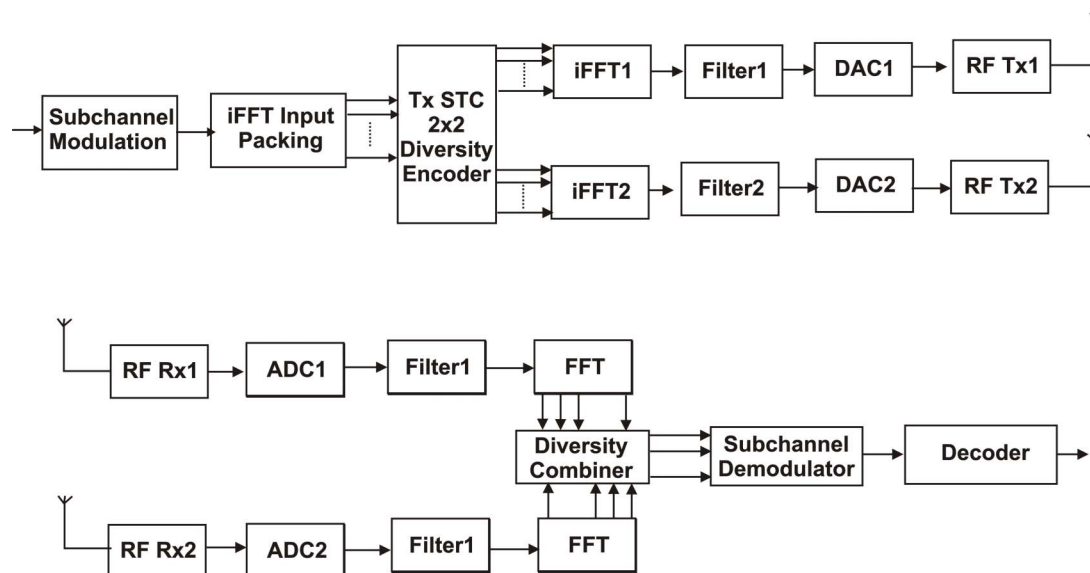 Subchannel
Modulation
iFFT Input
Packing
Tx STC
2x2
Diversity
Encoder
iFFT1
Filter1
DAC1
RF Tx1
iFFT2
Filter2
DAC2
RF Tx2
RF Rx1
ADC1
Filter1
FFT
Diversity
Combiner
Subchannel
Demodulator
Decoder
RF Rx2
ADC2
Filter1
FFT